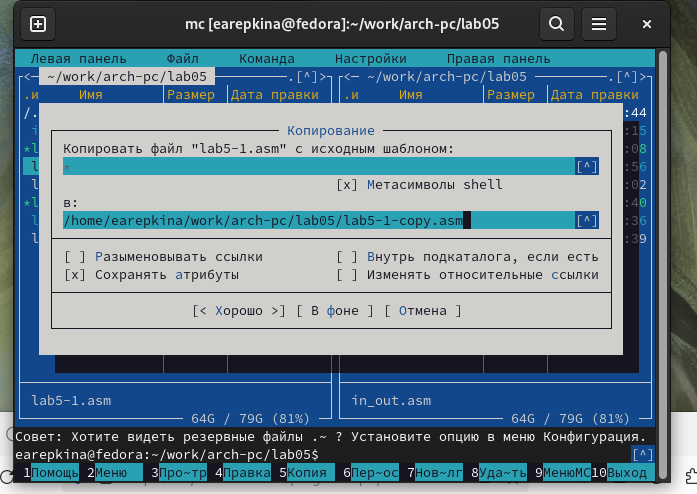 mc [earepkina@fedora]:~/work/arch-pc/lab05
Левая панель Файл Команда Настройки Правая панель
<─ ~/work/arch-pc/lab05 ─.[^]> <─ ~/work/arch-pc/lab05 ─.[^]>
.и Имя Размер Дата правки .и Имя Размер Дата правки
/. :44
Копирование
:15
*l Копировать файл "lab5-1.asm" с исходным шаблоном: :08
l * [^] :56
l [x] Метасимволы shell :02
*l в: :40
l /home/earepkina/work/arch-pc/lab05/lab5-1-copy.asm [^] :36
l :39
[ ] Разыменовывать ссылки [ ] Внутрь подкаталога, если есть
[x] Сохранять атрибуты [ ] Изменять относительные ссылки
[< Хорошо >] [ В фоне ] [ Отмена ]
lab5-1.asm in_out.asm
64G / 79G (81%) 64G / 79G (81%)
Совет: Хотите видеть резервные файлы .~ ? Установите опцию в меню Конфигурация.
earepkina@fedora:~/work/arch-pc/lab05$ [^]
1Помощь 2Меню 3Про~тр 4Правка 5Копия 6Пер~ос 7Нов~лг 8Уда~ть 9МенюMC 10Выход